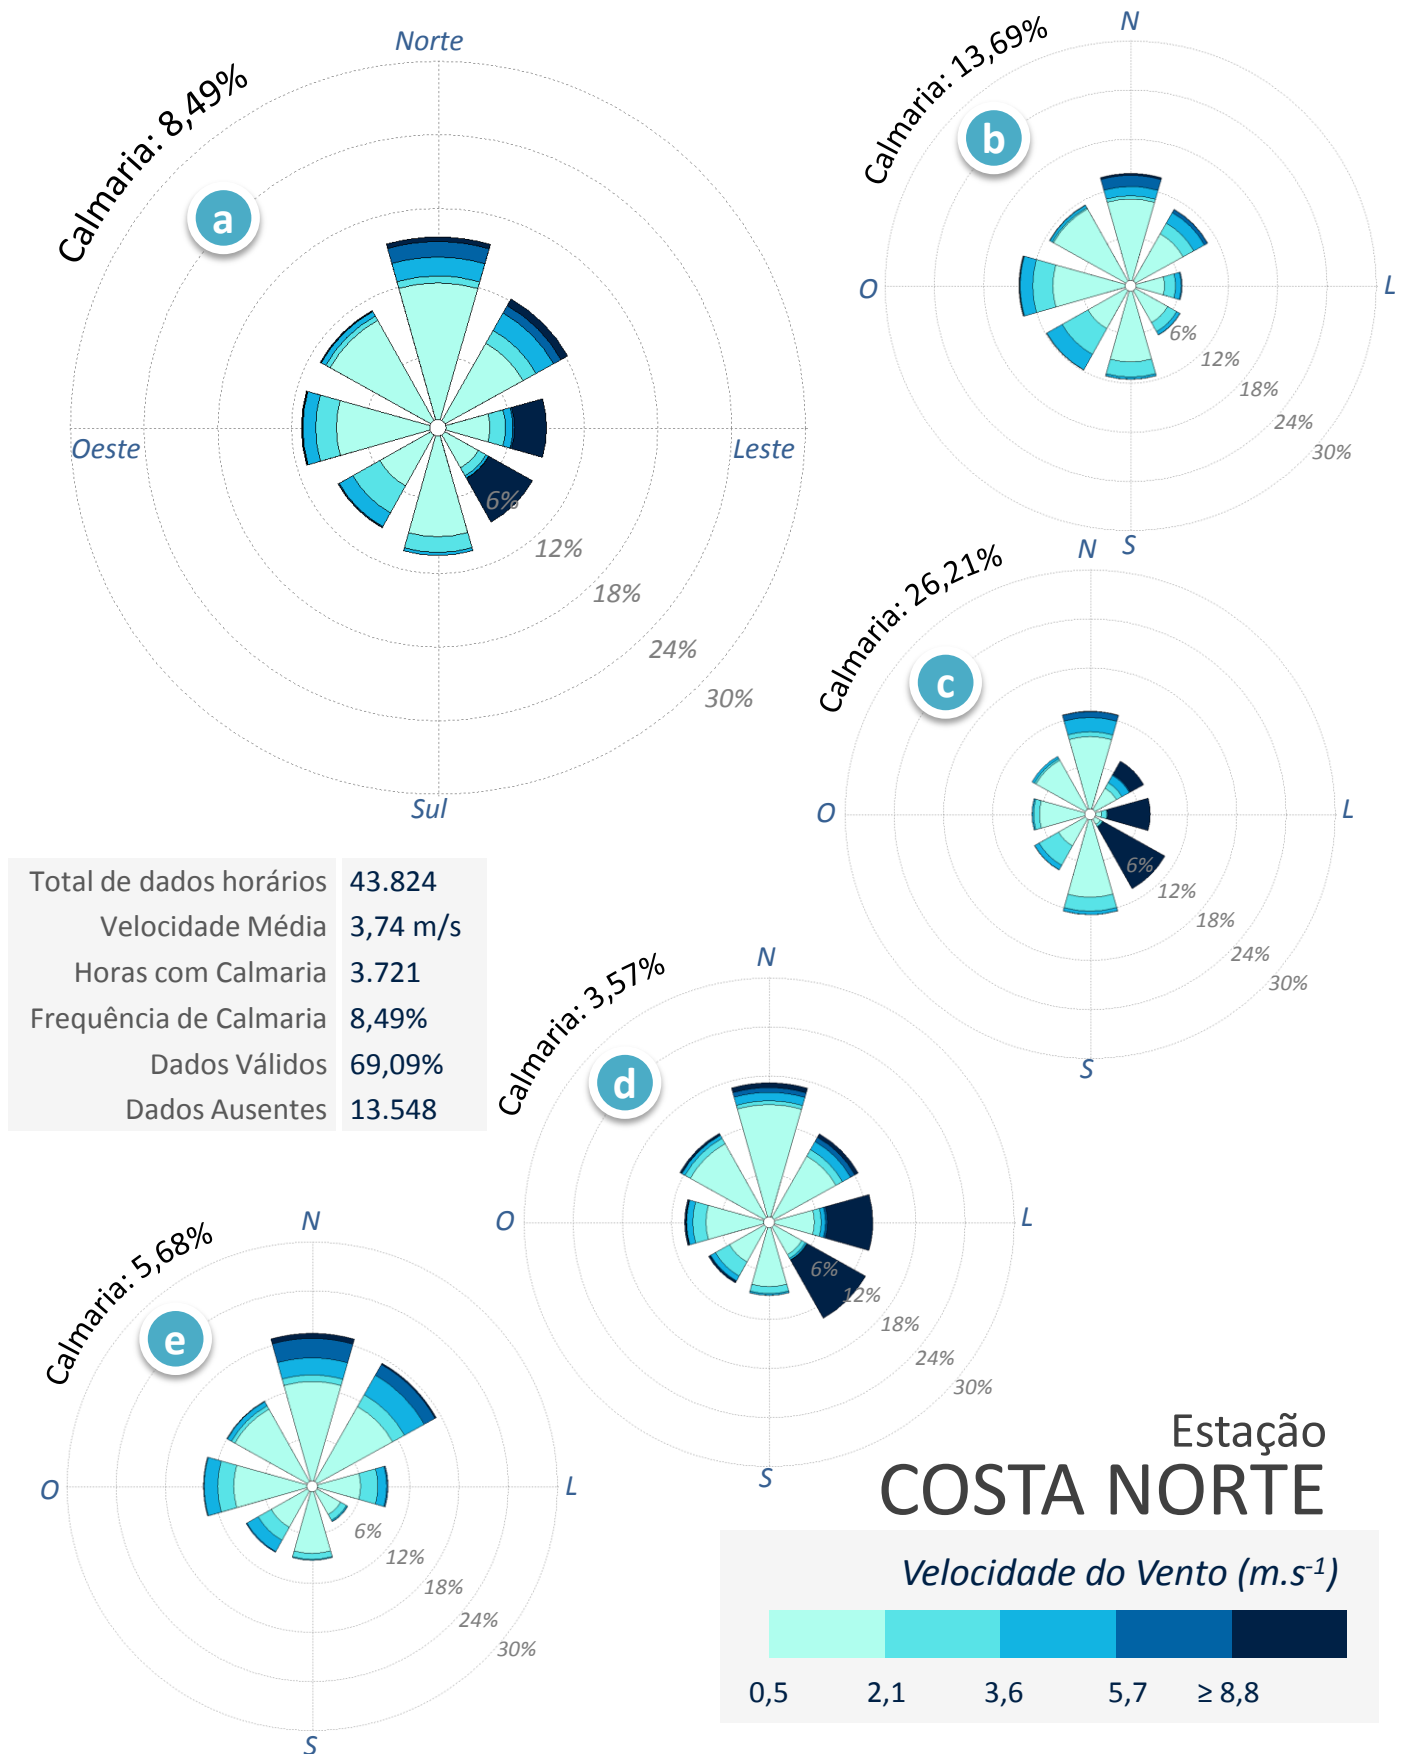 Norte
Calmaria: 8,49%
a
Oeste
Leste
6%
12%
18%
24%
30%
Sul
N
Calmaria: 13,69%
b
O
L
6%
12%
18%
24%
30%
S
N
Calmaria: 26,21%
c
O
L
6%
12%
18%
24%
30%
S
Total de dados horários 43.824
Velocidade Média 3,74 m/s
Horas com Calmaria 3.721
Frequência de Calmaria 8,49%
Dados Válidos 69,09%
Dados Ausentes 13.548
N
Calmaria: 3,57%
d
O
L
6%
12%
18%
24%
30%
S
N
Calmaria: 5,68%
e
O
L
6%
12%
18%
24%
30%
S
Estação
COSTA NORTE
Velocidade do Vento (m.s⁻¹)
0,5 2,1 3,6 5,7 ≥ 8,8